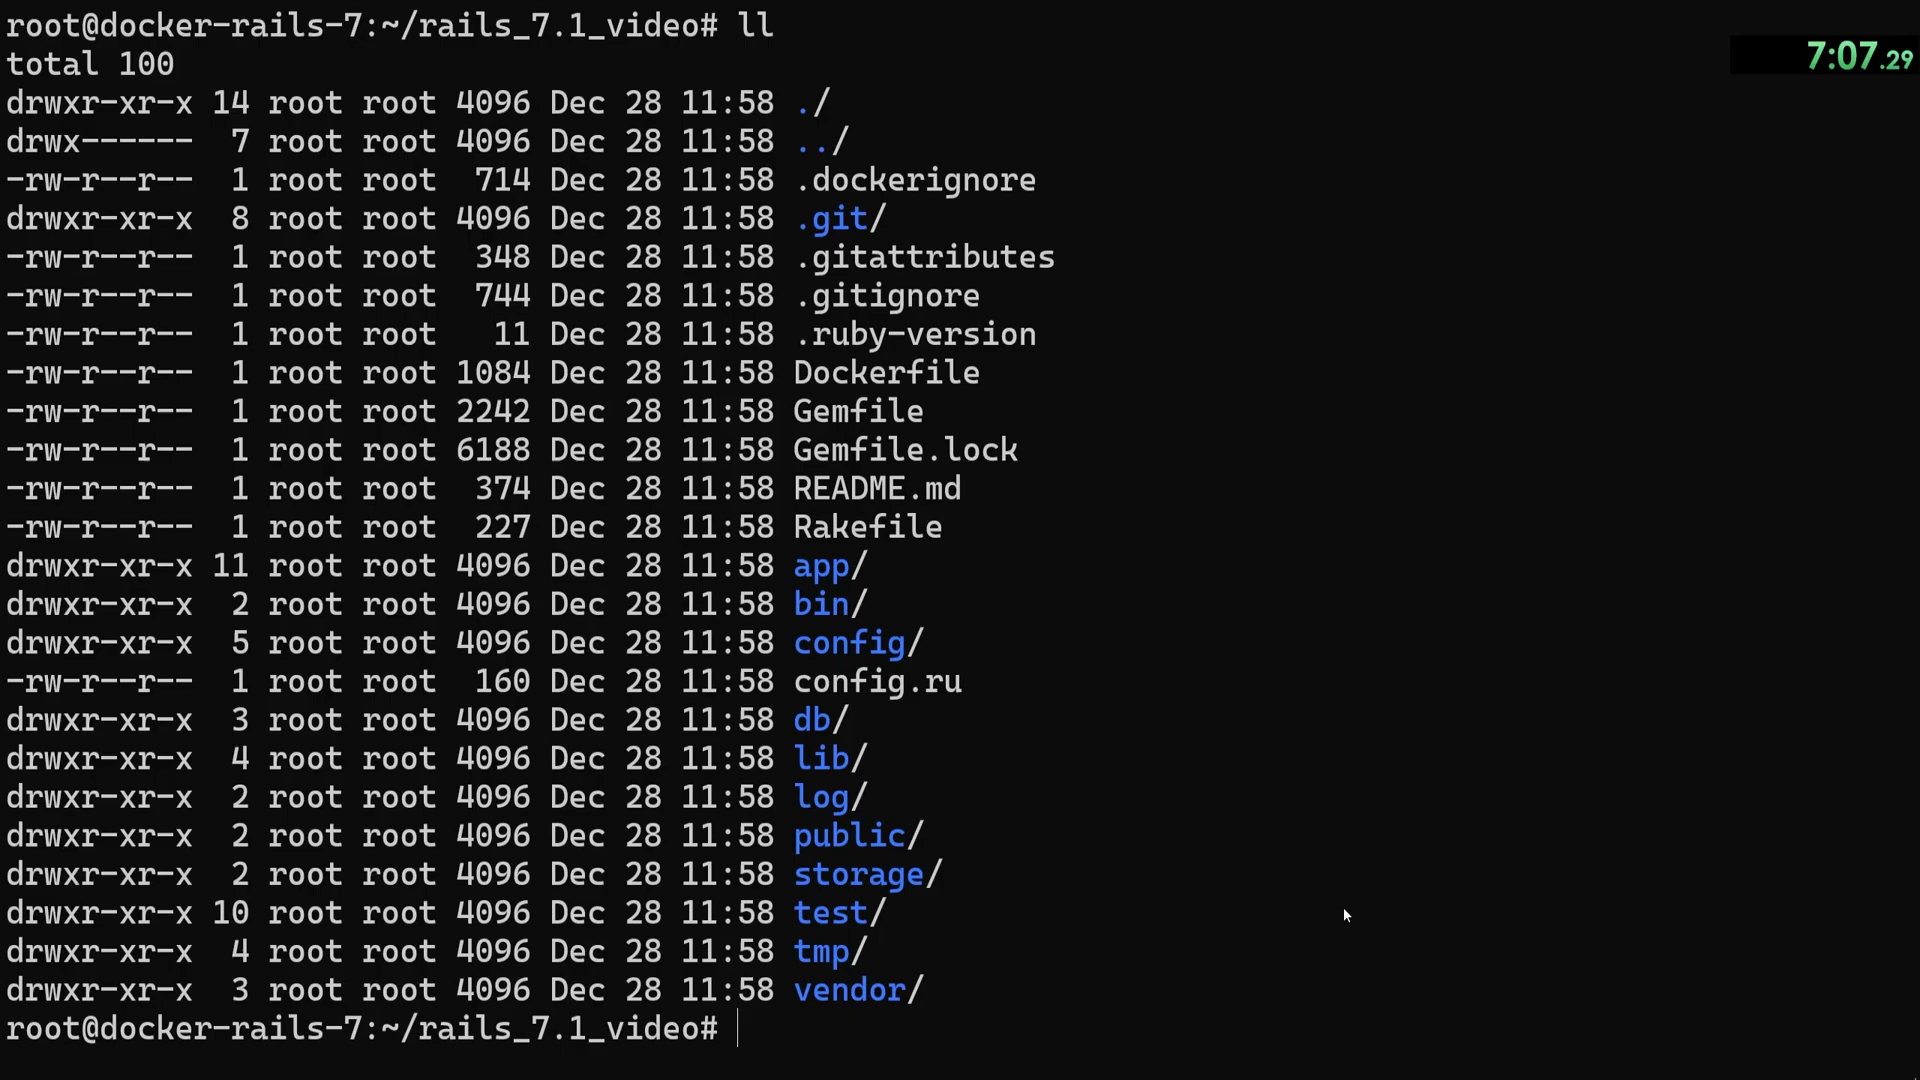 root@docker-rails-7:~/rails_7.1_video# ll
7:07.29
total 100
drwxr-xr-x 14 root root 4096 Dec 28 11:58 ./
drwx------  7 root root 4096 Dec 28 11:58 ../
-rw-r--r--  1 root root  714 Dec 28 11:58 .dockerignore
drwxr-xr-x  8 root root 4096 Dec 28 11:58 .git/
-rw-r--r--  1 root root  348 Dec 28 11:58 .gitattributes
-rw-r--r--  1 root root  744 Dec 28 11:58 .gitignore
-rw-r--r--  1 root root   11 Dec 28 11:58 .ruby-version
-rw-r--r--  1 root root 1084 Dec 28 11:58 Dockerfile
-rw-r--r--  1 root root 2242 Dec 28 11:58 Gemfile
-rw-r--r--  1 root root 6188 Dec 28 11:58 Gemfile.lock
-rw-r--r--  1 root root  374 Dec 28 11:58 README.md
-rw-r--r--  1 root root  227 Dec 28 11:58 Rakefile
drwxr-xr-x 11 root root 4096 Dec 28 11:58 app/
drwxr-xr-x  2 root root 4096 Dec 28 11:58 bin/
drwxr-xr-x  5 root root 4096 Dec 28 11:58 config/
-rw-r--r--  1 root root  160 Dec 28 11:58 config.ru
drwxr-xr-x  3 root root 4096 Dec 28 11:58 db/
drwxr-xr-x  4 root root 4096 Dec 28 11:58 lib/
drwxr-xr-x  2 root root 4096 Dec 28 11:58 log/
drwxr-xr-x  2 root root 4096 Dec 28 11:58 public/
drwxr-xr-x  2 root root 4096 Dec 28 11:58 storage/
drwxr-xr-x 10 root root 4096 Dec 28 11:58 test/
drwxr-xr-x  4 root root 4096 Dec 28 11:58 tmp/
drwxr-xr-x  3 root root 4096 Dec 28 11:58 vendor/
root@docker-rails-7:~/rails_7.1_video#